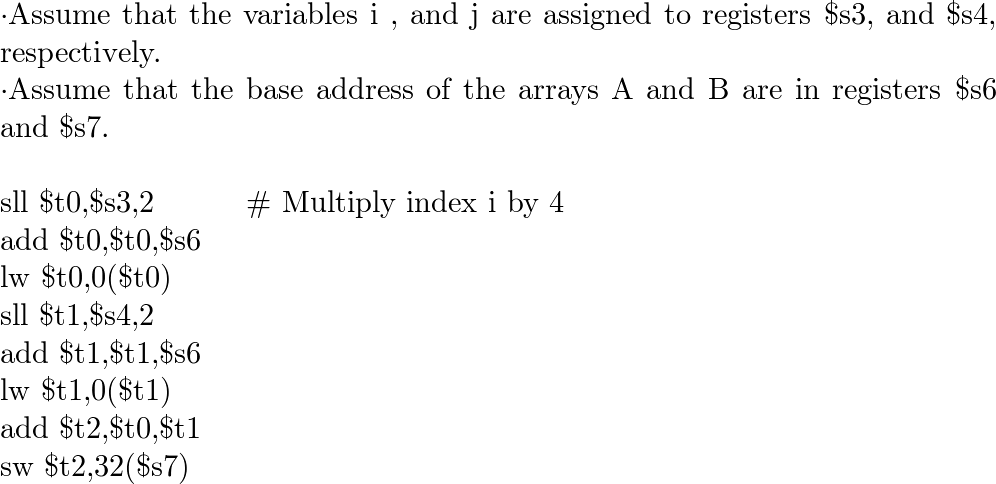 ·Assume that the variables i , and j are assigned to registers $s3, and $s4,
respectively.
·Assume that the base address of the arrays A and B are in registers $s6
and $s7.
sll $t0,$s3,2 # Multiply index i by 4
add $t0,$t0,$s6
lw $t0,0($t0)
sll $t1,$s4,2
add $t1,$t1,$s6
lw $t1,0($t1)
add $t2,$t0,$t1
sw $t2,32($s7)